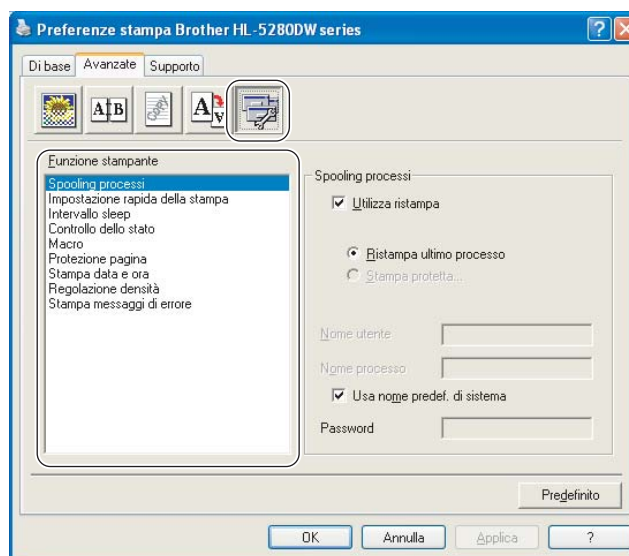 Preferenze stampa Brother HL-5280DW series
Di base Avanzate Supporto
Funzione stampante
Spooling processi
Impostazione rapida della stampa
Intervallo sleep
Controllo dello stato
Macro
Protezione pagina
Stampa data e ora
Regolazione densità
Stampa messaggi di errore
Spooling processi
Utilizza ristampa
Ristampa ultimo processo
Stampa protetta...
Nome utente
Nome processo
Usa nome predef. di sistema
Password
Predefinito
OK Annulla Applica ?